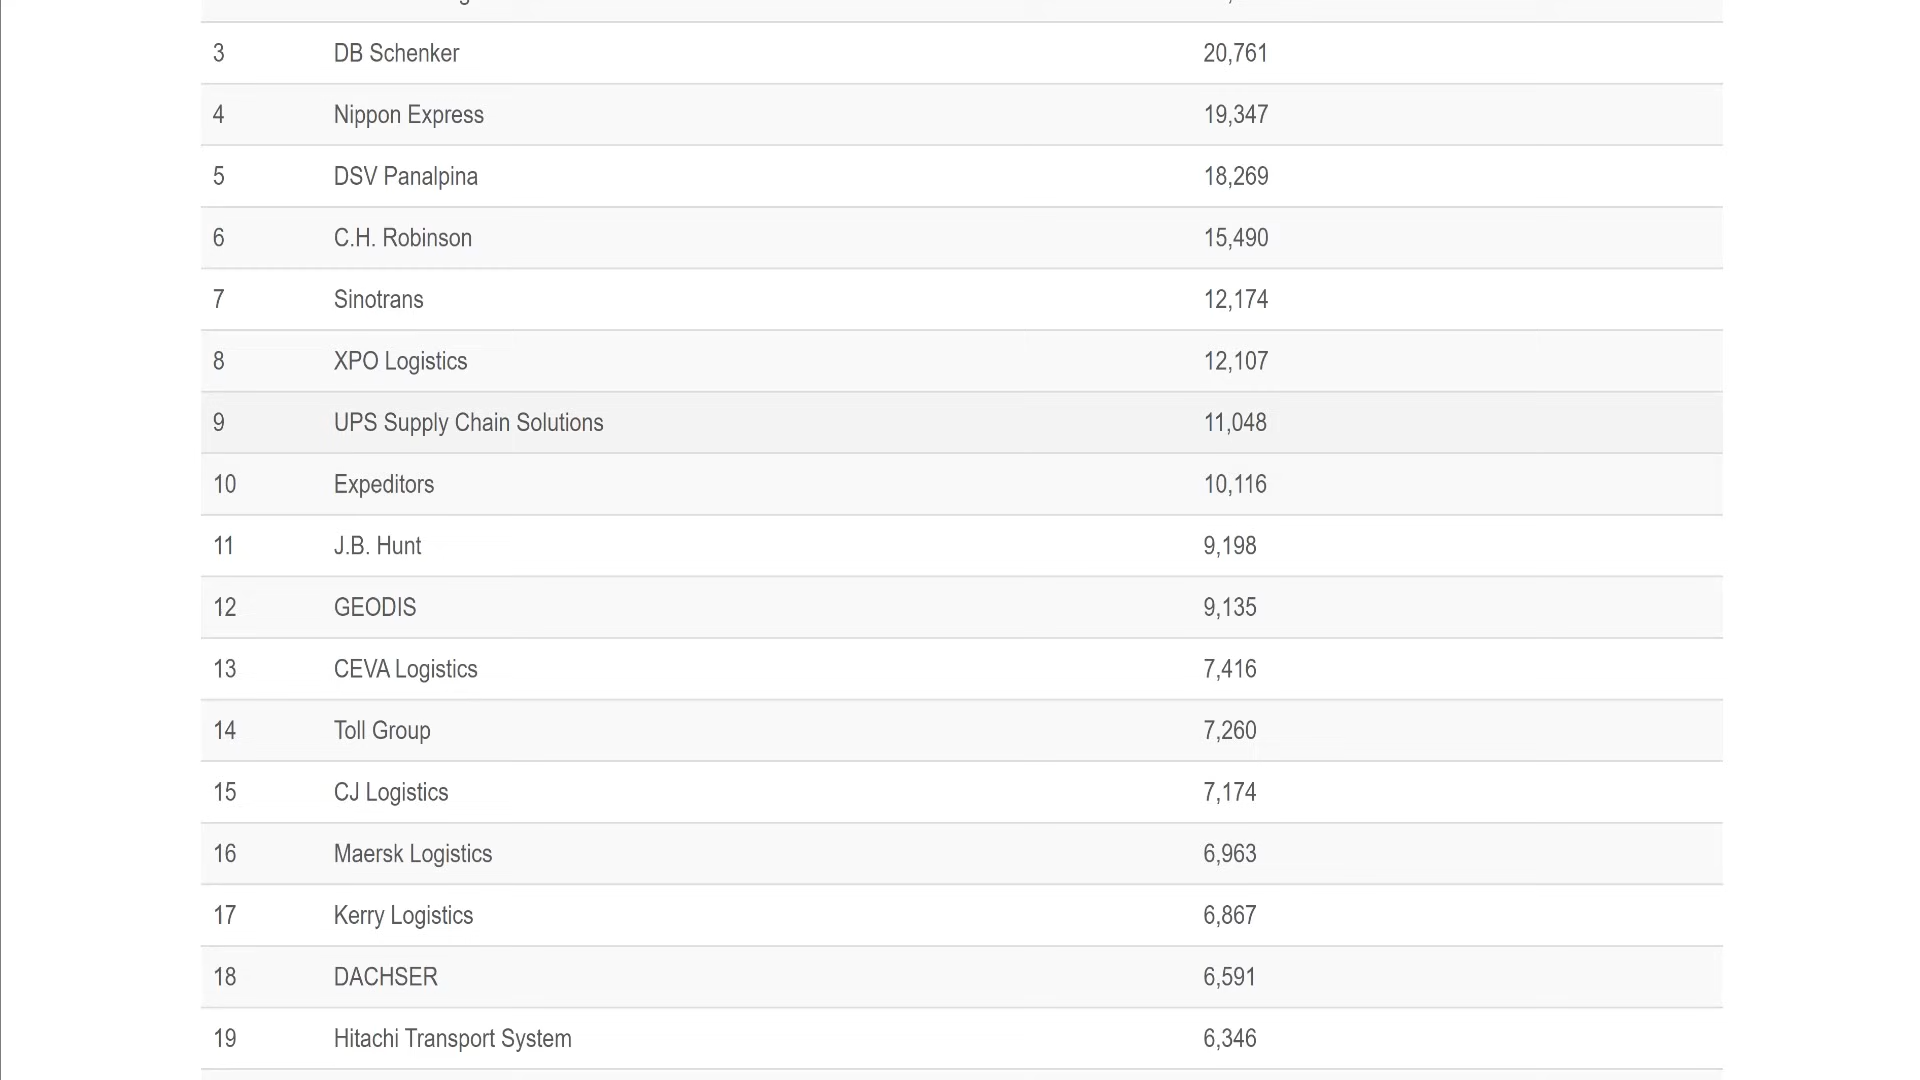 3 DB Schenker 20,761
4 Nippon Express 19,347
5 DSV Panalpina 18,269
6 C.H. Robinson 15,490
7 Sinotrans 12,174
8 XPO Logistics 12,107
9 UPS Supply Chain Solutions 11,048
10 Expeditors 10,116
11 J.B. Hunt 9,198
12 GEODIS 9,135
13 CEVA Logistics 7,416
14 Toll Group 7,260
15 CJ Logistics 7,174
16 Maersk Logistics 6,963
17 Kerry Logistics 6,867
18 DACHSER 6,591
19 Hitachi Transport System 6,346